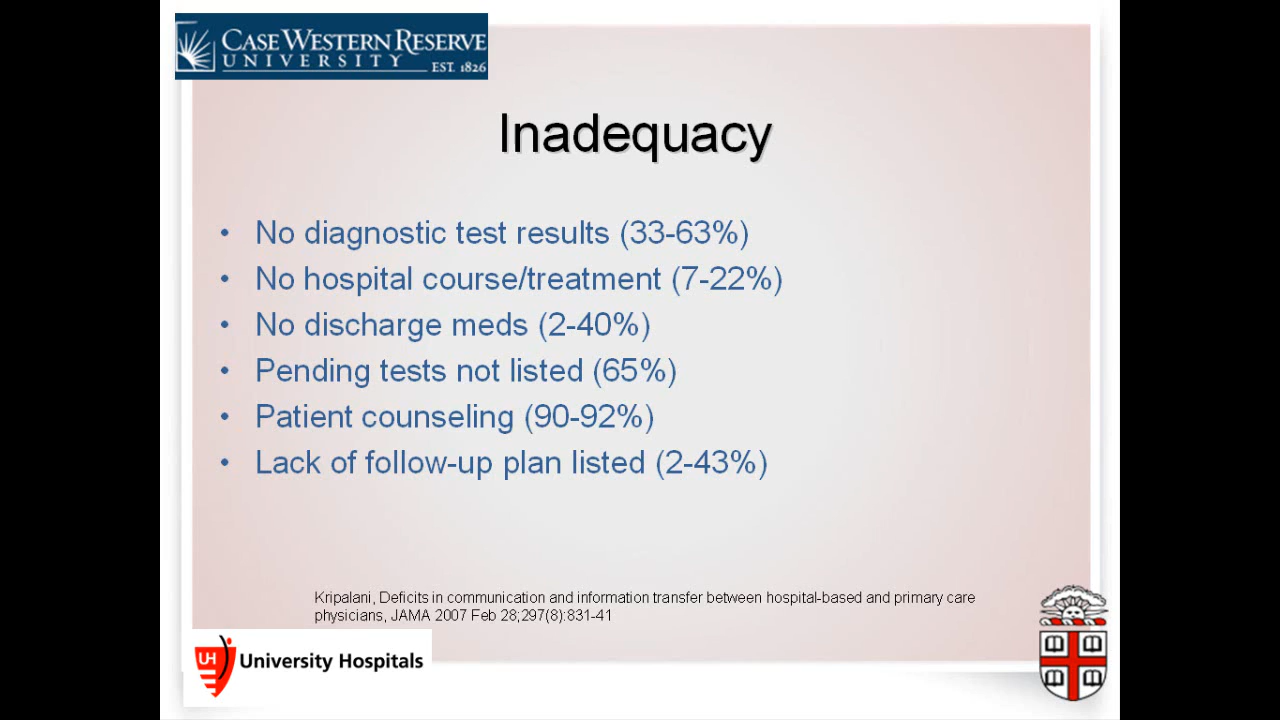 CASE WESTERN RESERVE
UNIVERSITY
EST. 1826
Inadequacy
• No diagnostic test results (33-63%)
• No hospital course/treatment (7-22%)
• No discharge meds (2-40%)
• Pending tests not listed (65%)
• Patient counseling (90-92%)
• Lack of follow-up plan listed (2-43%)
Kripalani, Deficits in communication and information transfer between hospital-based and primary care
physicians, JAMA 2007 Feb 28;297(8):831-41
UH University Hospitals